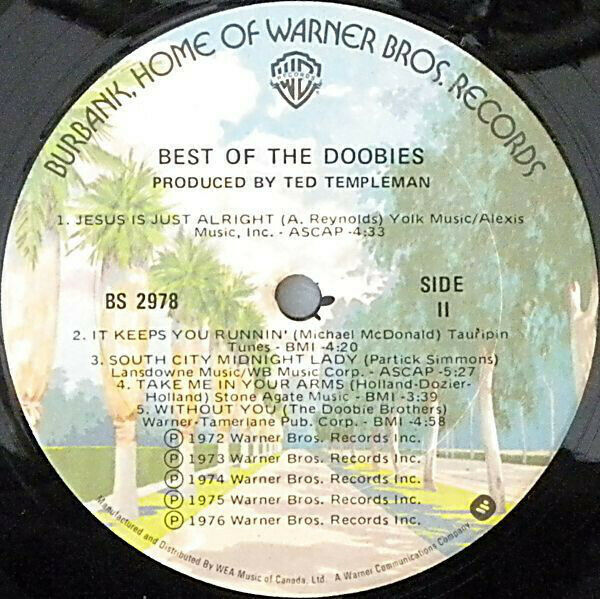 BURBANK, HOME OF WARNER BROS. RECORDS
WB
RECORDS
BEST OF THE DOOBIES
PRODUCED BY TED TEMPLEMAN
1. JESUS IS JUST ALRIGHT (A. Reynolds) Yolk Music/Alexis
Music, Inc. - ASCAP - 4:33
BS 2978
SIDE
II
2. IT KEEPS YOU RUNNIN' (Michael McDonald) Tauripin
Tunes - BMI - 4:20
3. SOUTH CITY MIDNIGHT LADY (Partick Simmons)
Lansdowne Music/WB Music Corp. - ASCAP - 5:27
4. TAKE ME IN YOUR ARMS (Holland-Dozier-
Holland) Stone Agate Music - BMI - 3:39
5. WITHOUT YOU (The Doobie Brothers)
Warner-Tamerlane Pub. Corp. - BMI - 4:58
Ⓟ 1972 Warner Bros. Records Inc.
Ⓟ 1973 Warner Bros. Records Inc.
Ⓟ 1974 Warner Bros. Records Inc.
Ⓟ 1975 Warner Bros. Records Inc.
Ⓟ 1976 Warner Bros. Records Inc.
Manufactured and Distributed By WEA Music of Canada, Ltd. A Warner Communications Company